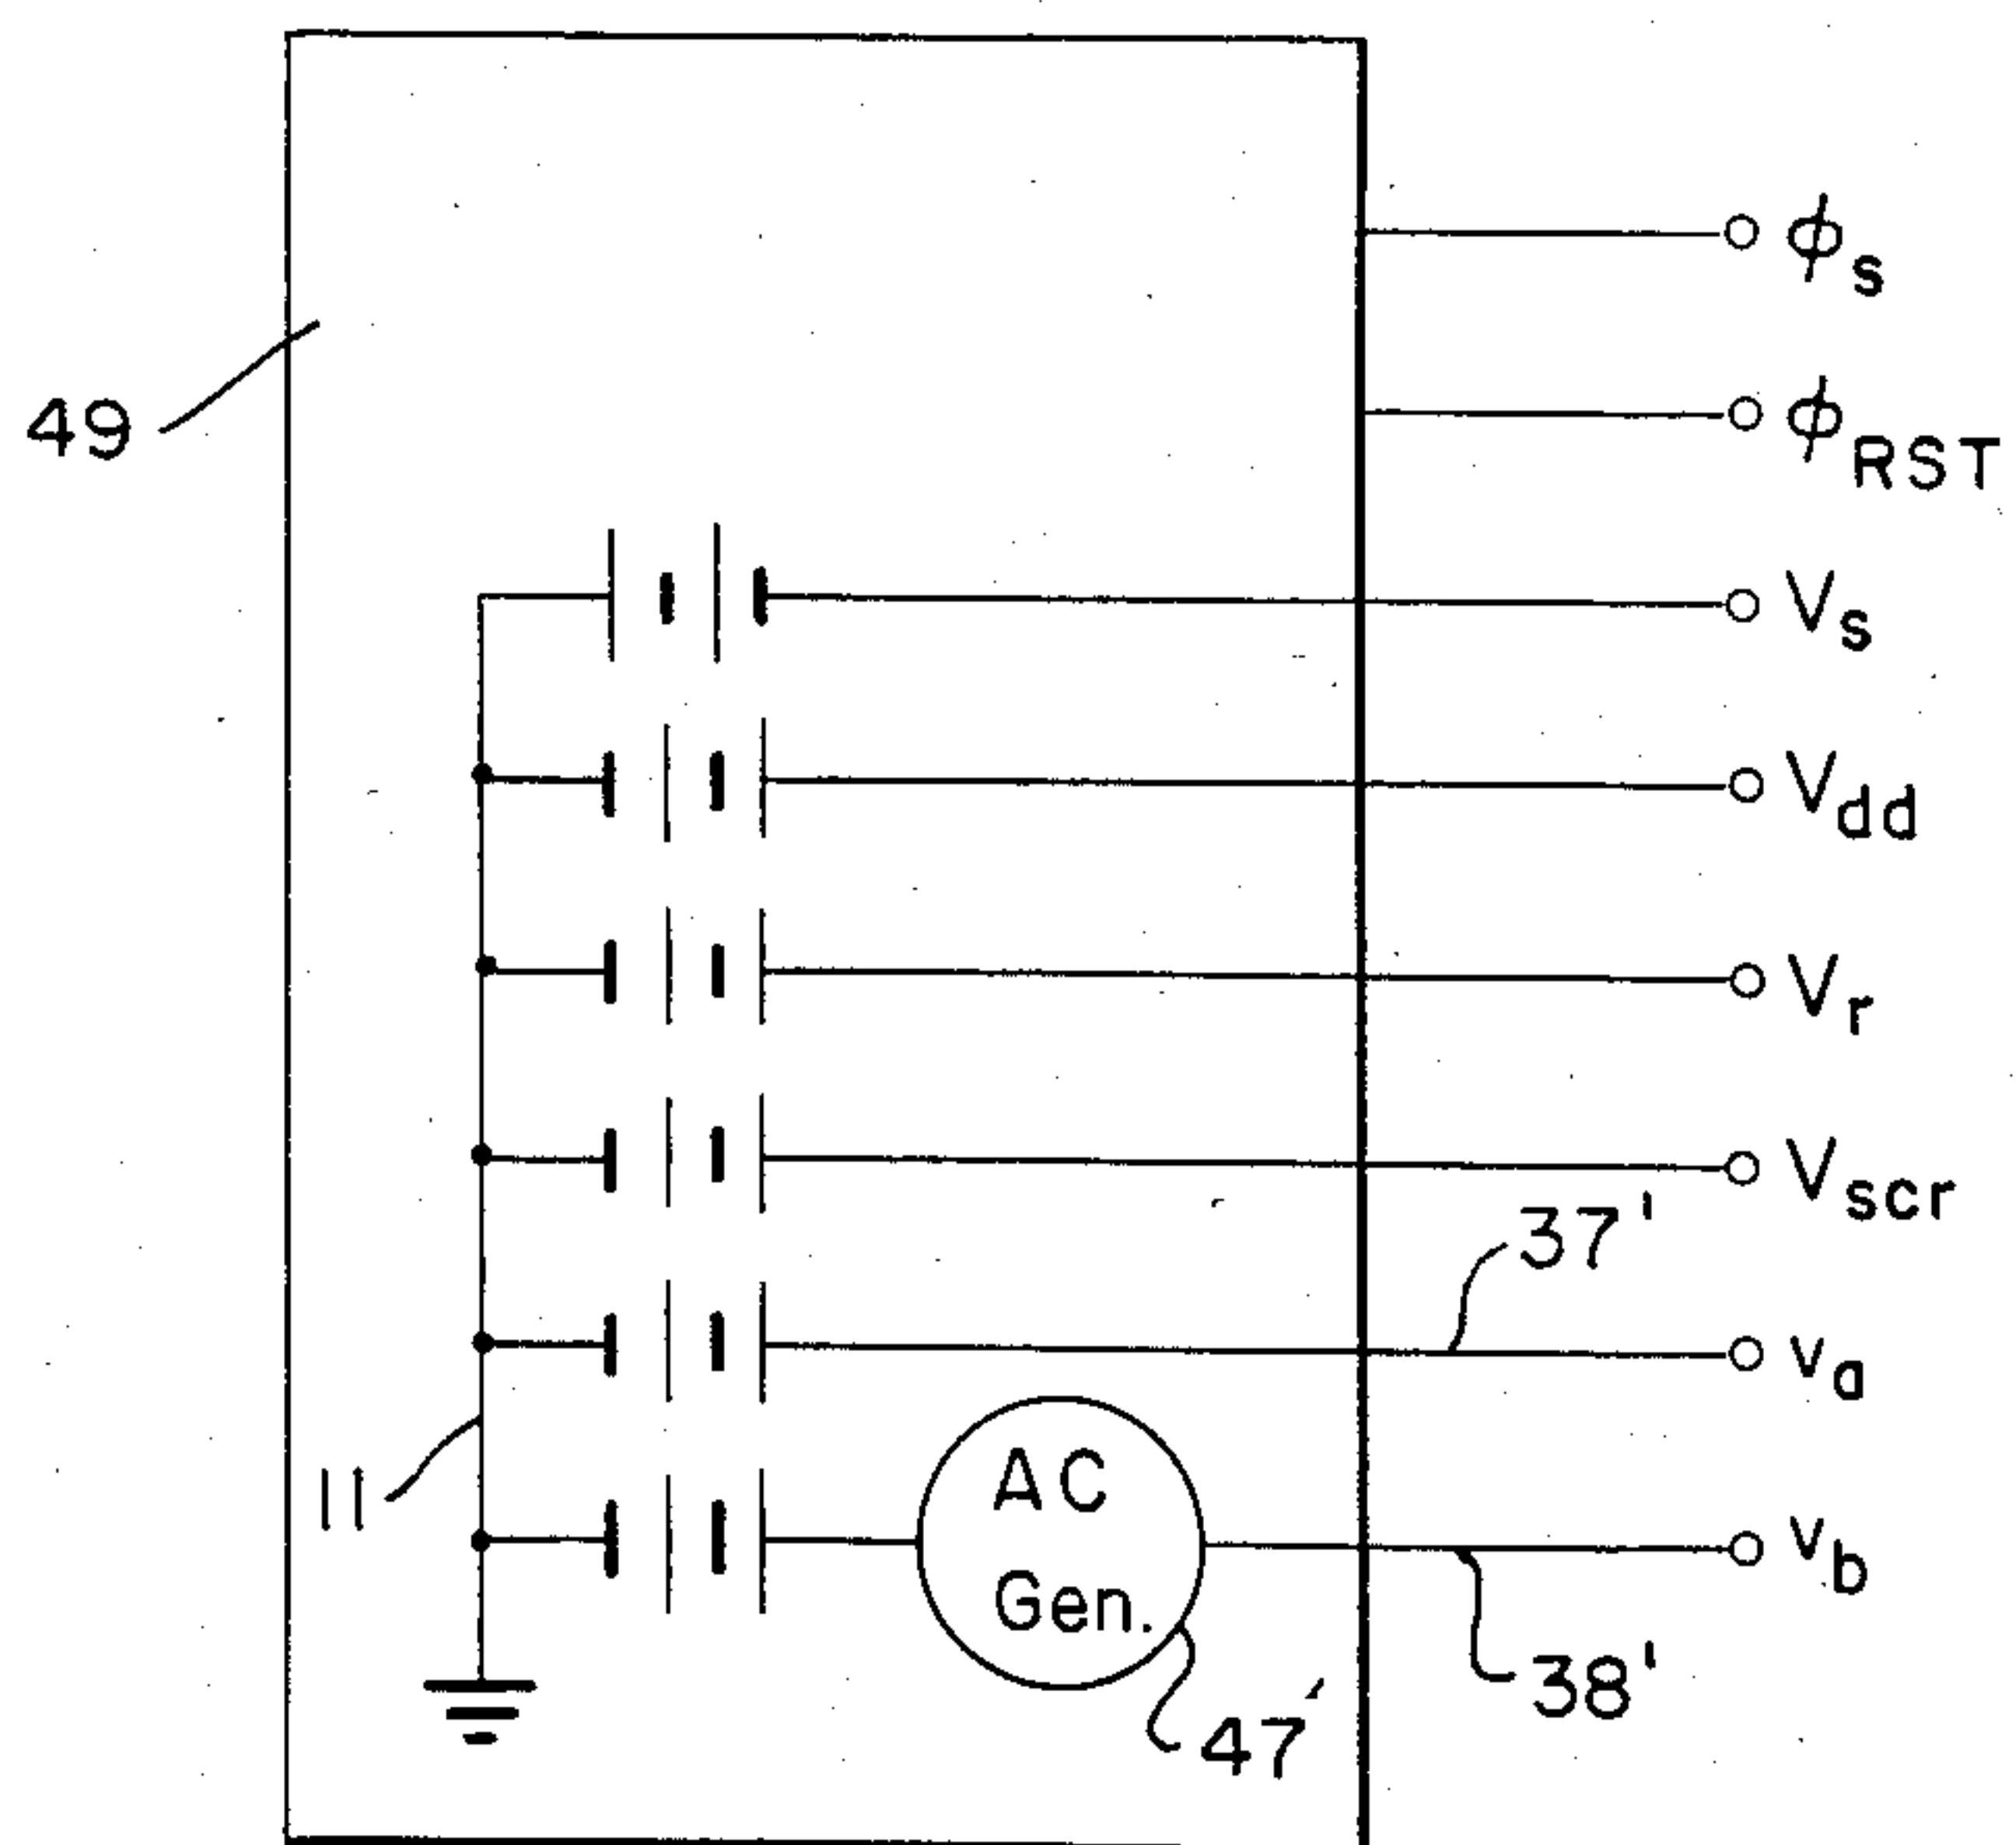 ϕs
ϕRST
49
Vs
Vdd
Vr
Vscr
37'
va
11
AC
Gen.
vb
38'
47'